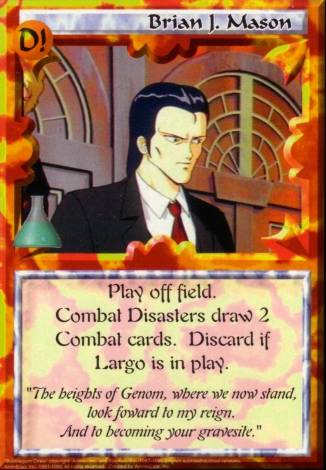 Brian J. Mason
D!
Play off field.
Combat Disasters draw 2
Combat cards. Discard if
Largo is in play.
"The heights of Genom, where we now stand,
look foward to my reign.
And to becoming your gravesite."